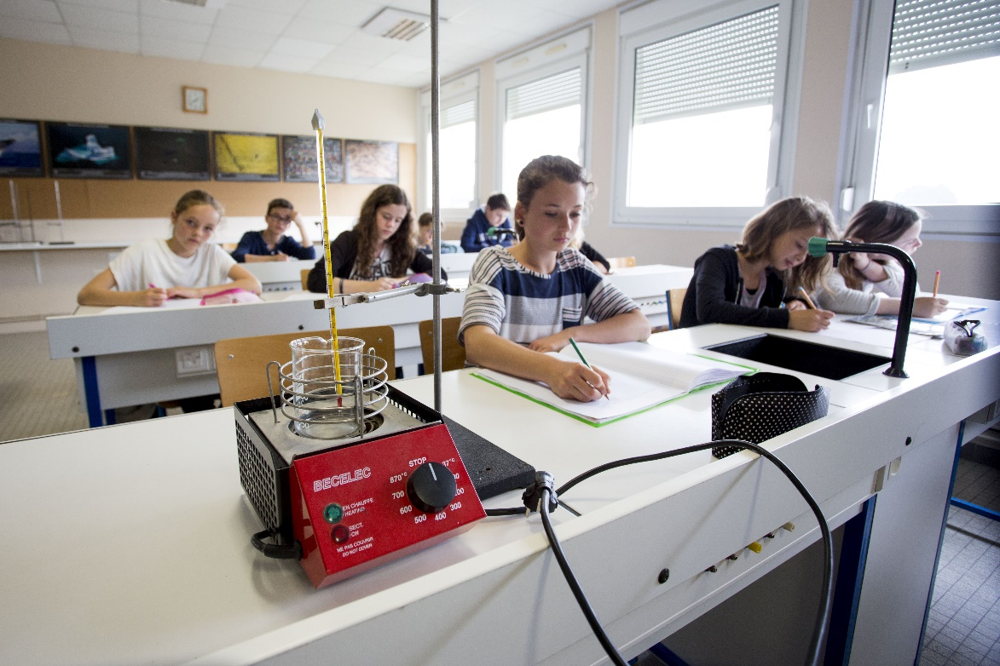 BECELEC
STOP
870°c
37°c
700
600
500
400
300
EN CHAUFFE
HEATING
SECT.
ON
NE PAS COUVRIR
DO NOT COVER